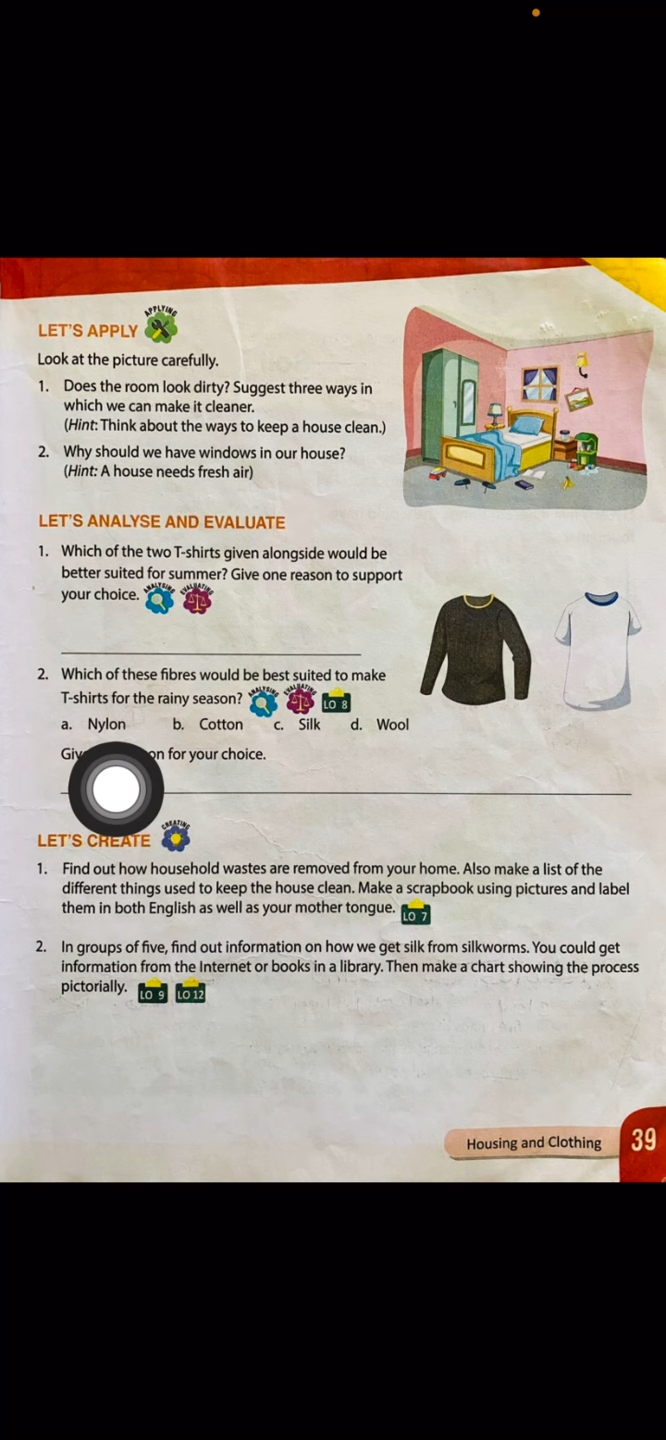 APPLYING
LET'S APPLY
Look at the picture carefully.
1. Does the room look dirty? Suggest three ways in
which we can make it cleaner.
(Hint: Think about the ways to keep a house clean.)
2. Why should we have windows in our house?
(Hint: A house needs fresh air)
LET'S ANALYSE AND EVALUATE
1. Which of the two T-shirts given alongside would be
better suited for summer? Give one reason to support
your choice. ANALYSING EVALUATING
2. Which of these fibres would be best suited to make
T-shirts for the rainy season? ANALYSING EVALUATING LO 8
a. Nylon b. Cotton c. Silk d. Wool
for your choice.
CREATING
LET'S CREATE
1. Find out how household wastes are removed from your home. Also make a list of the
different things used to keep the house clean. Make a scrapbook using pictures and label
them in both English as well as your mother tongue. LO 7
2. In groups of five, find out information on how we get silk from silkworms. You could get
information from the Internet or books in a library. Then make a chart showing the process
pictorially. LO 9 LO 12
Housing and Clothing 39